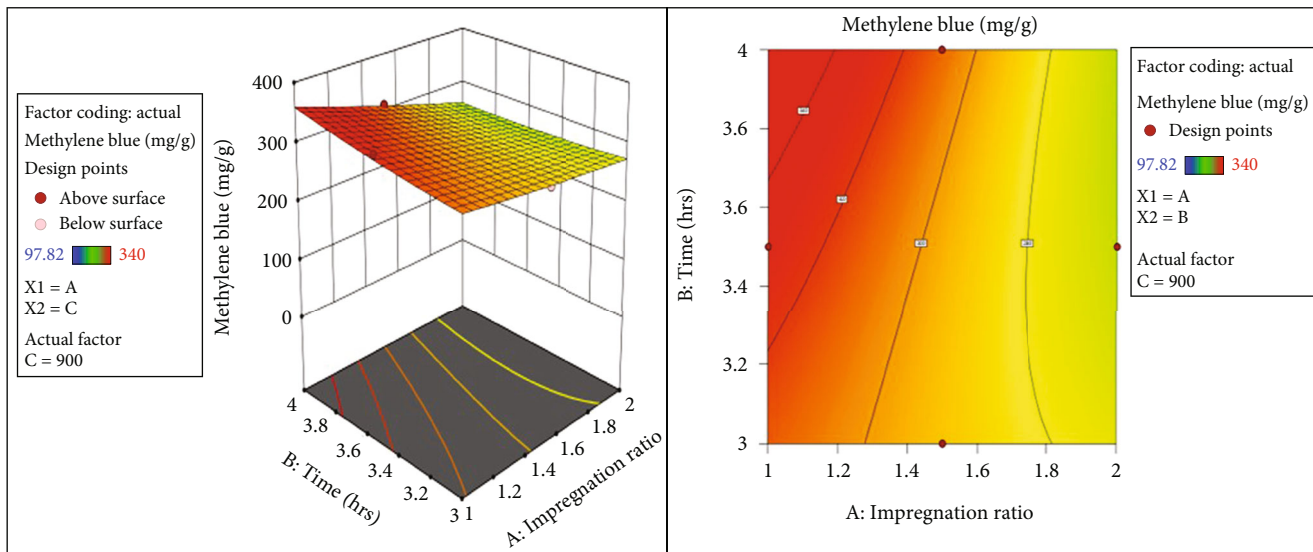 Factor coding: actual
Methylene blue (mg/g)
Design points
Above surface
Below surface
97.82 340
X1 = A
X2 = C
Actual factor
C = 900
Methylene blue (mg/g)
400
300
200
100
0
4
3.8
3.6
3.4
3.2
3
B: Time (hrs)
1
1.2
1.4
1.6
1.8
2
A: Impregnation ratio
Methylene blue (mg/g)
B: Time (hrs)
4
3.6
3.6
3.4
3.2
3
1
1.2
1.4
1.6
1.8
2
A: Impregnation ratio
Factor coding: actual
Methylene blue (mg/g)
Design points
97.82 340
X1 = A
X2 = B
Actual factor
C = 900